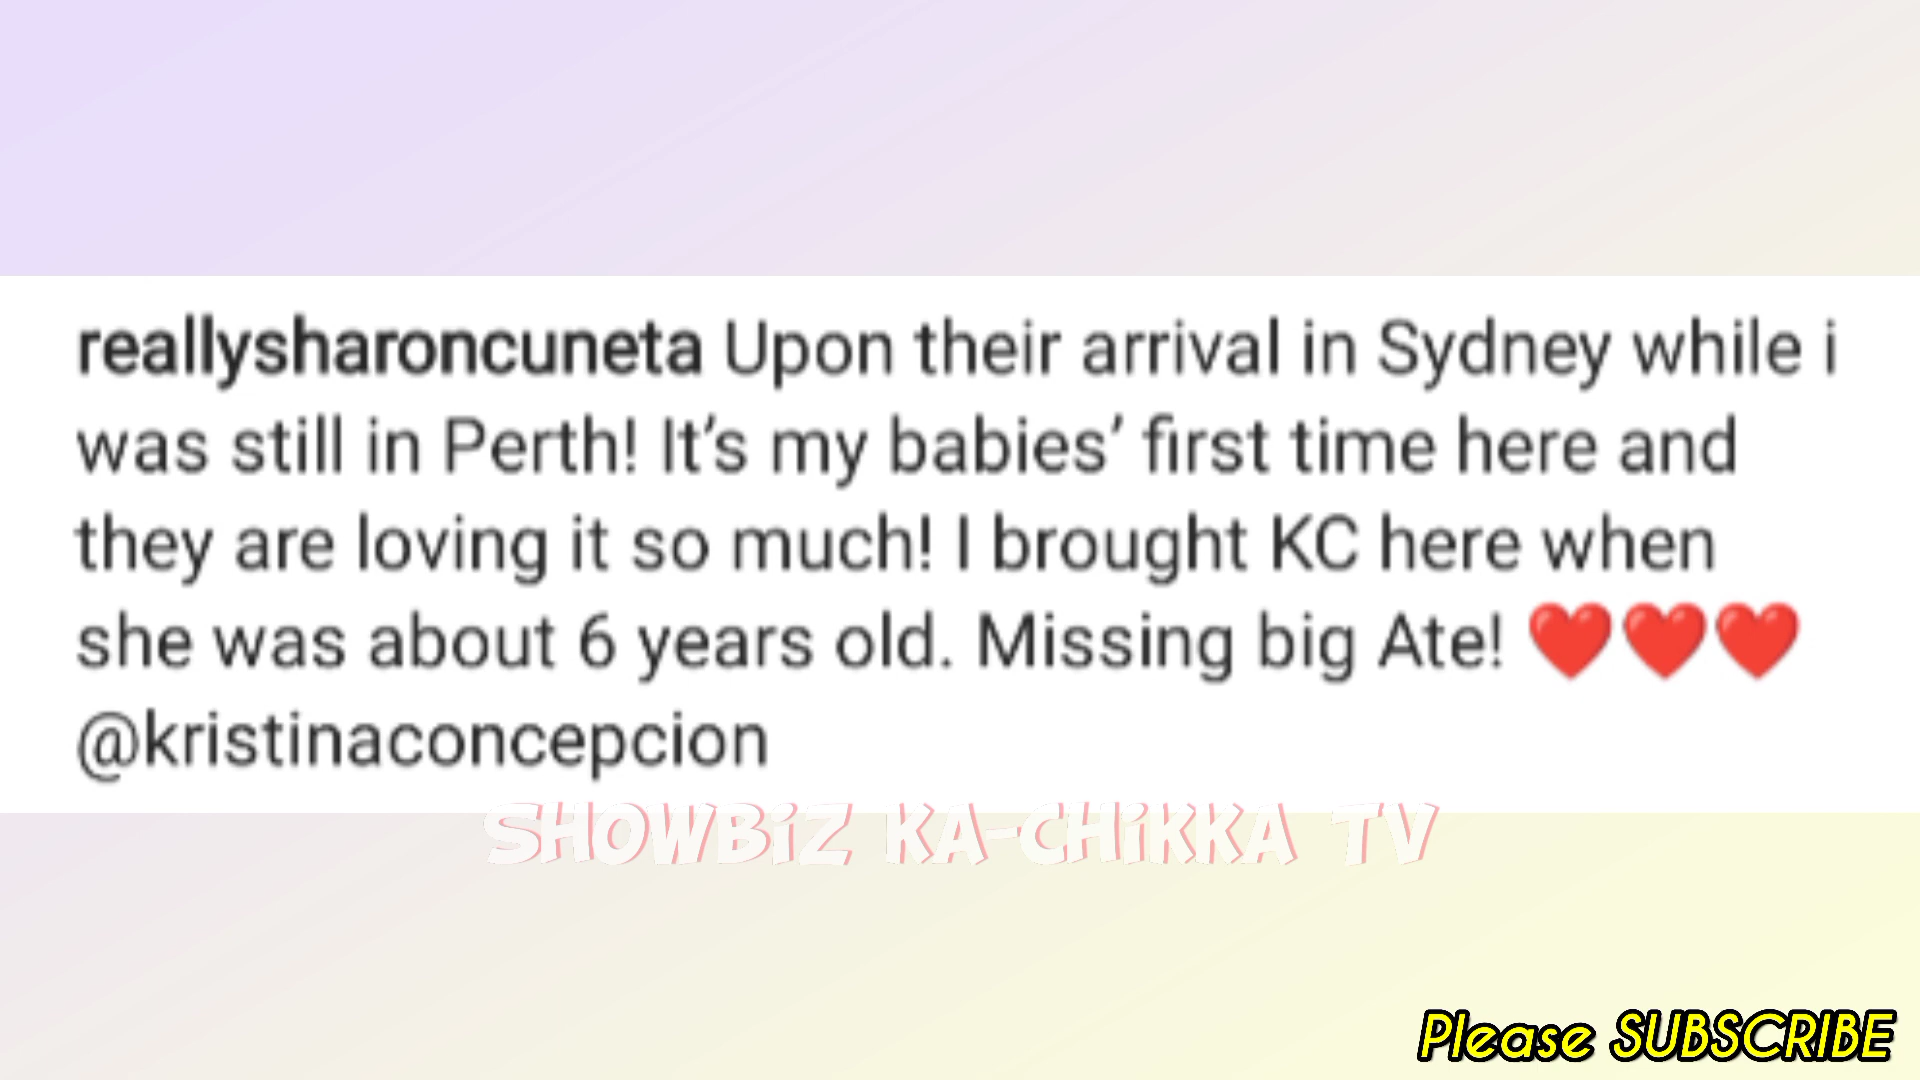 reallysharoncuneta Upon their arrival in Sydney while i
was still in Perth! It’s my babies’ first time here and
they are loving it so much! I brought KC here when
she was about 6 years old. Missing big Ate! ❤️❤️❤️
@kristinaconcepcion
SHOWBiZ KA-CHiKKA TV
Please SUBSCRIBE